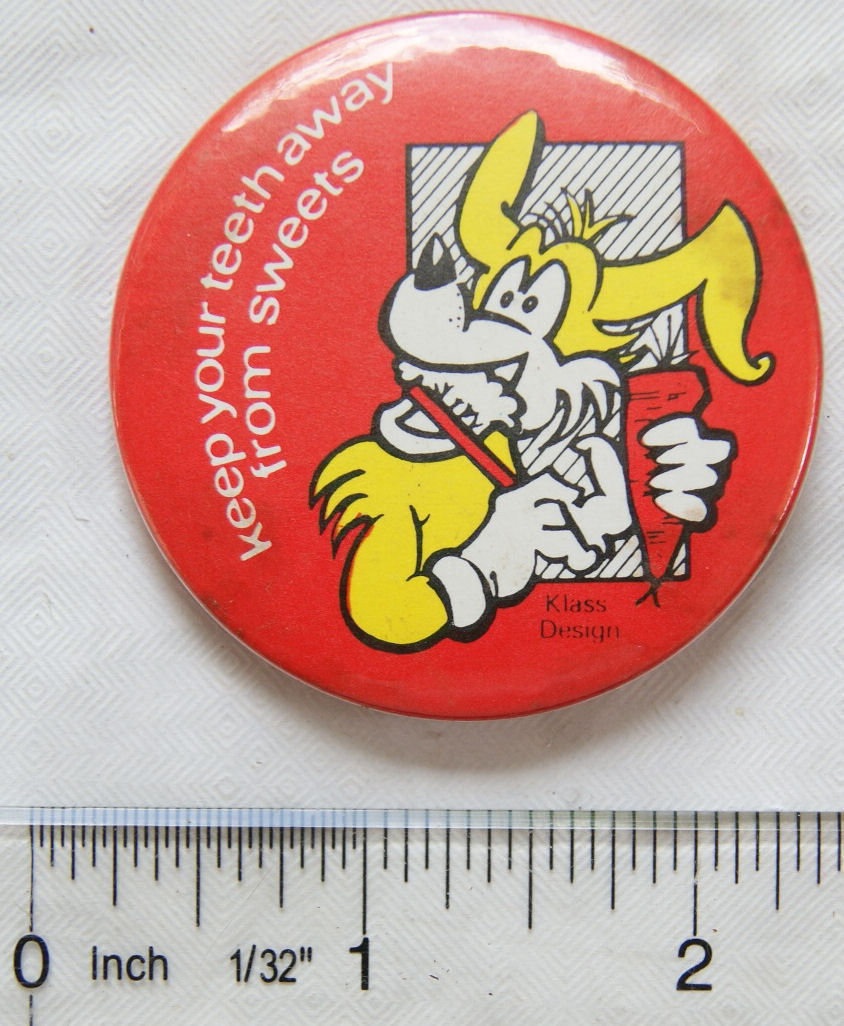 keep your teeth away
from sweets
Klass
Design
0 Inch 1/32" 1 2